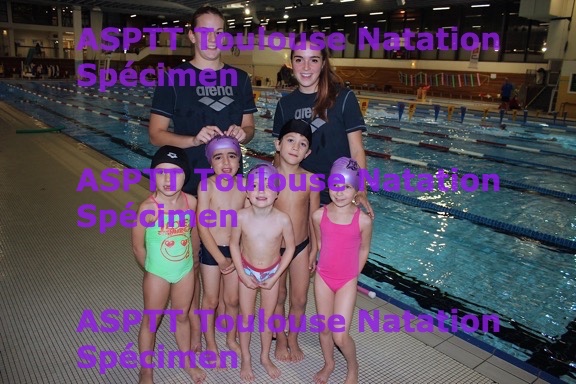 ASPTT Toulouse Natation
Spécimen
arena
arena
ASPTT Toulouse Natation
Spécimen
ASPTT Toulouse Natation
Spécimen